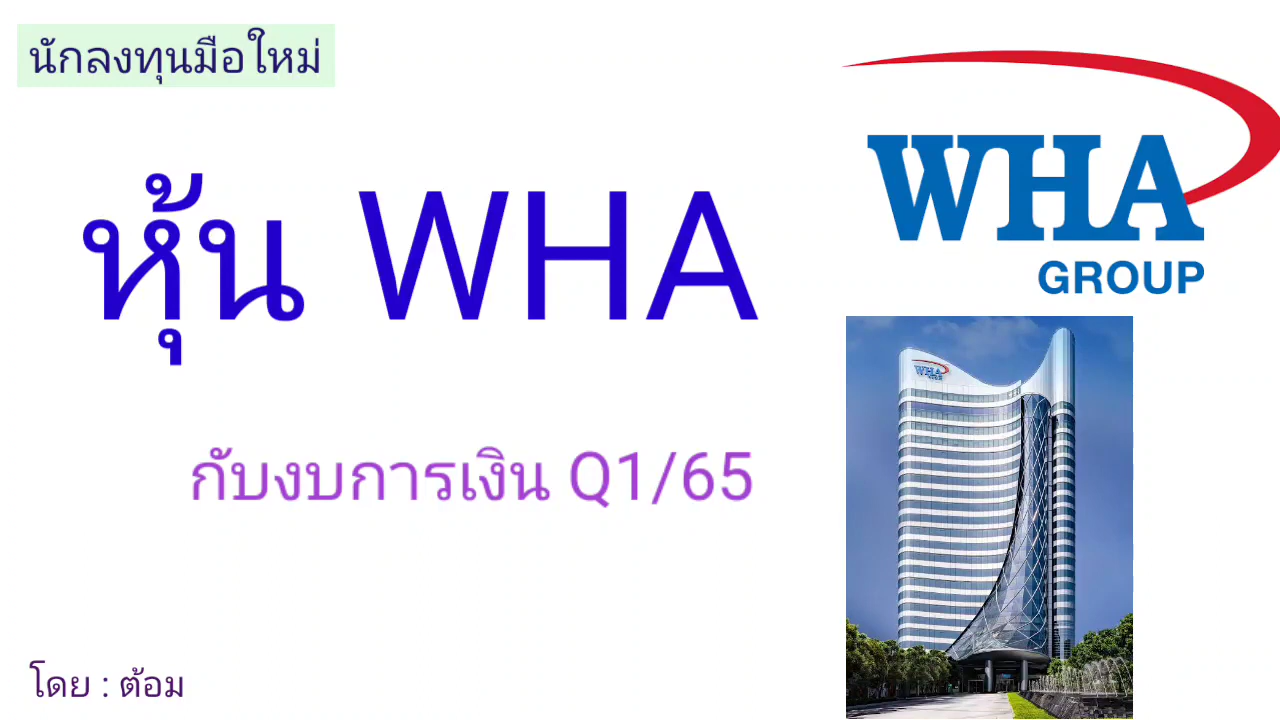 นักลงทุนมือใหม่
หุ้น WHA
กับงบการเงิน Q1/65
โดย : ต้อม
WHA
GROUP
WHA